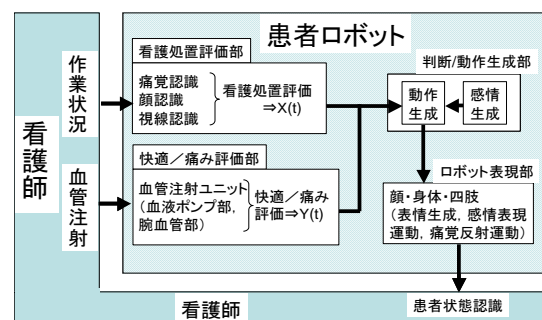 患者ロボット
看護師
作業状況
血管注射
看護処置評価部
痛覚認識
顔認識
視線認識
看護処置評価
⇒X(t)
快適／痛み評価部
血管注射ユニット
(血液ポンプ部,
腕血管部)
快適／痛み
評価⇒Y(t)
判断/動作生成部
動作
生成
感情
生成
ロボット表現部
顔・身体・四肢
(表情生成, 感情表現
運動, 痛覚反射運動)
看護師
患者状態認識